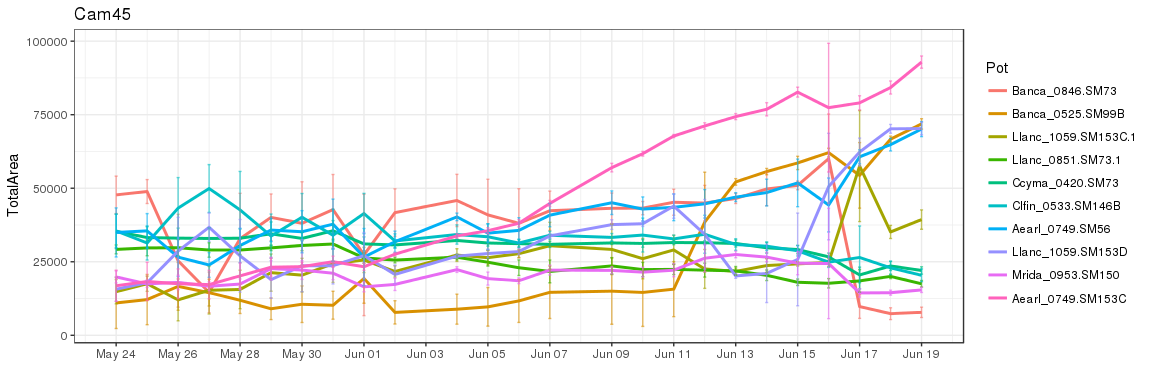 Cam45
TotalArea
100000
75000
50000
25000
0
May 24 May 26 May 28 May 30 Jun 01 Jun 03 Jun 05 Jun 07 Jun 09 Jun 11 Jun 13 Jun 15 Jun 17 Jun 19
Pot
Banca_0846.SM73
Banca_0525.SM99B
Llanc_1059.SM153C.1
Llanc_0851.SM73.1
Ccyma_0420.SM73
Clfin_0533.SM146B
Aearl_0749.SM56
Llanc_1059.SM153D
Mrida_0953.SM150
Aearl_0749.SM153C